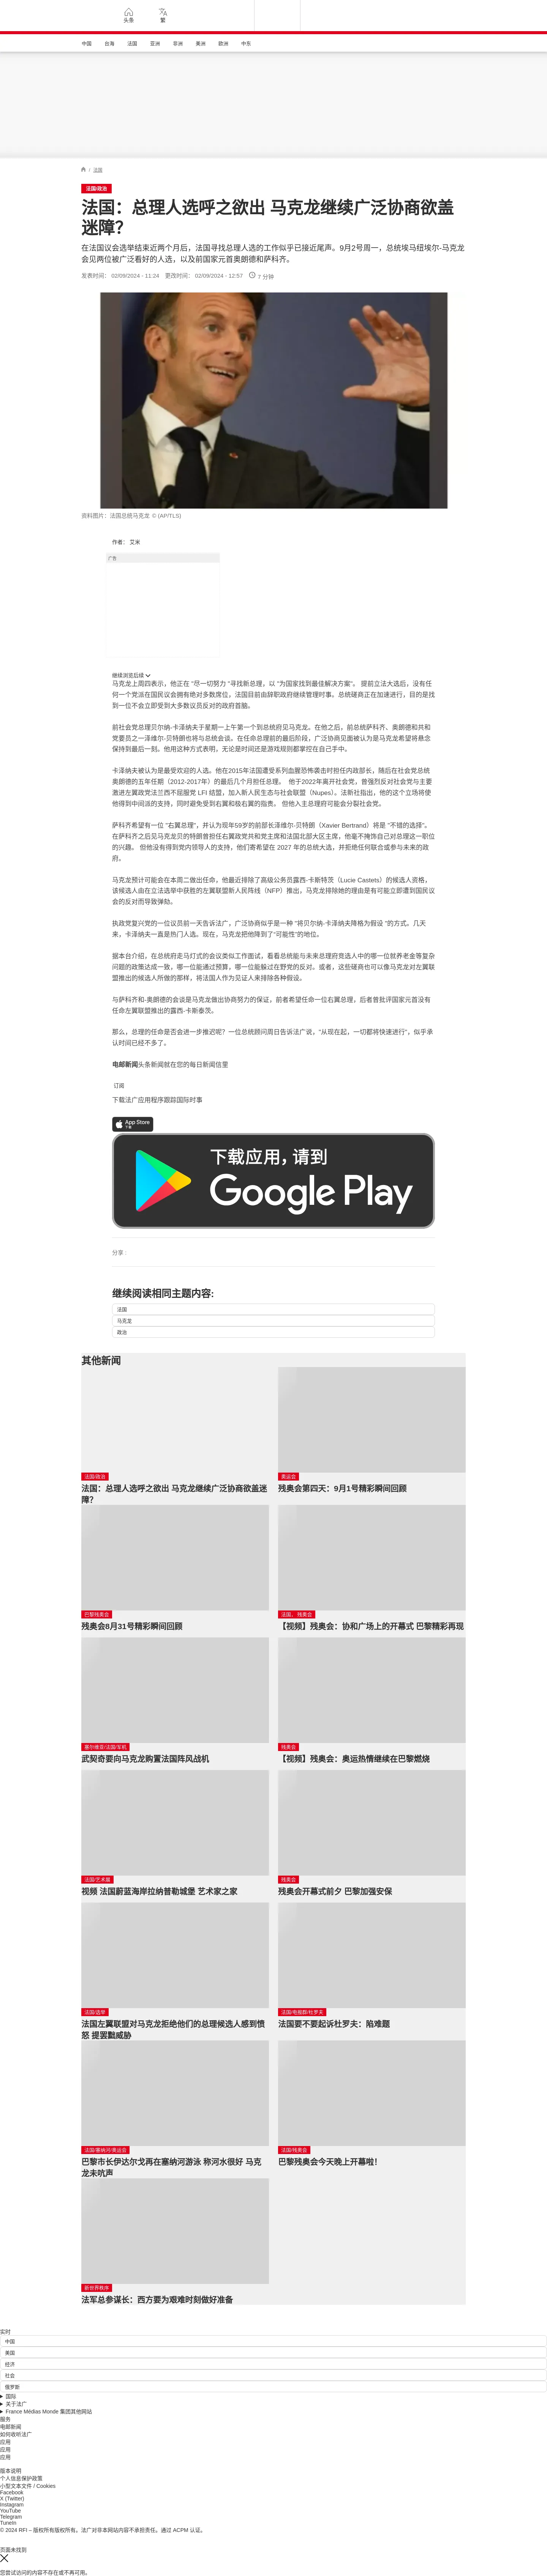 头条
繁
中国
台海
法国
亚洲
非洲
美洲
欧洲
中东
/ 法国
法国/政治
法国：总理人选呼之欲出 马克龙继续广泛协商欲盖
迷障？
在法国议会选举结束近两个月后，法国寻找总理人选的工作似乎已接近尾声。9月2号周一，总统埃马纽埃尔-马克龙
会见两位被广泛看好的人选，以及前国家元首奥朗德和萨科齐。
发表时间： 02/09/2024 - 11:24 更改时间： 02/09/2024 - 12:57 7 分钟
资料图片：法国总统马克龙 © (AP/TLS)
作者： 艾米
广告
继续浏览后续
马克龙上周四表示，他正在 "尽一切努力 "寻找新总理，以 "为国家找到最佳解决方案"。 提前立法大选后，没有任
何一个党派在国民议会拥有绝对多数席位，法国目前由辞职政府继续管理时事。总统磋商正在加速进行，目的是找
到一位不会立即受到大多数议员反对的政府首脑。
前社会党总理贝尔纳-卡泽纳夫于星期一上午第一个到总统府见马克龙。在他之后，前总统萨科齐、奥朗德和共和
党要员之一泽维尔-贝特朗也将与总统会谈。在任命总理前的最后阶段，广泛协商见面被认为是马克龙希望将悬念
保持到最后一刻。他用这种方式表明，无论是时间还是游戏规则都掌控在自己手中。
卡泽纳夫被认为是最受欢迎的人选。他在2015年法国遭受系列血腥恐怖袭击时担任内政部长，随后在社会党总统
奥朗德的五年任期（2012-2017年）的最后几个月担任总理。 他于2022年离开社会党，曾强烈反对社会党与主要
激进左翼政党法兰西不屈服党 LFI 结盟，加入新人民生态与社会联盟（Nupes）。法新社指出，他的这个立场将使
他得到中间派的支持，同时避免受到右翼和极右翼的指责。 但他入主总理府可能会分裂社会党。
萨科齐希望有一位 "右翼总理"，并认为现年59岁的前部长泽维尔-贝特朗（Xavier Bertrand）将是 "不错的选择"。
在萨科齐之后见马克龙贝的特朗曾担任右翼政党共和党主席和法国北部大区主席，他毫不掩饰自己对总理这一职位
的兴趣。 但他没有得到党内领导人的支持，他们寄希望在 2027 年的总统大选，并拒绝任何联合或参与未来的政
府。
马克龙预计可能会在本周二做出任命，他最近排除了高级公务员露西-卡斯特茨（Lucie Castets）的候选人资格，
该候选人由在立法选举中获胜的左翼联盟新人民阵线（NFP）推出，马克龙排除她的理由是有可能立即遭到国民议
会的反对而导致弹劾。
执政党复兴党的一位议员前一天告诉法广，广泛协商似乎是一种 "将贝尔纳-卡泽纳夫降格为假设 "的方式。几天
来，卡泽纳夫一直是热门人选。现在，马克龙把他降到了"可能性"的地位。
据本台介绍，在总统府走马灯式的会议类似工作面试，看看总统能与未来总理府竟选人中的哪一位就养老金等复杂
问题的政策达成一致，哪一位能通过预算，哪一位能躲过在野党的反对。或者，这些磋商也可以像马克龙对左翼联
盟推出的候选人所做的那样，将法国人作为见证人来排除各种假设。
与萨科齐和-奥朗德的会谈是马克龙做出协商努力的保证，前者希望任命一位右翼总理，后者曾批评国家元首没有
任命左翼联盟推出的露西-卡斯泰茨。
那么，总理的任命是否会进一步推迟呢？一位总统顾问周日告诉法广说，"从现在起，一切都将快速进行"，似乎承
认时间已经不多了。
电邮新闻头条新闻就在您的每日新闻信里
订阅
下载法广应用程序跟踪国际时事
App Store
下载
下载应用，请到
Google Play
分享 :
继续阅读相同主题内容:
法国
马克龙
政治
其他新闻
法国/政治
法国：总理人选呼之欲出 马克龙继续广泛协商欲盖迷
障？
奥运会
残奥会第四天：9月1号精彩瞬间回顾
巴黎残奥会
残奥会8月31号精彩瞬间回顾
法国、 残奥会
【视频】残奥会：协和广场上的开幕式 巴黎精彩再现
塞尔维亚/法国/军机
武契奇要向马克龙购置法国阵风战机
残奥会
【视频】残奥会：奥运热情继续在巴黎燃烧
法国/艺术展
视频 法国蔚蓝海岸拉纳普勒城堡 艺术家之家
残奥会
残奥会开幕式前夕 巴黎加强安保
法国/选举
法国左翼联盟对马克龙拒绝他们的总理候选人感到愤
怒 提罢黜威胁
法国/电报群/杜罗夫
法国要不要起诉杜罗夫：陷难题
法国/塞纳河/奥运会
巴黎市长伊达尔戈再在塞纳河游泳 称河水很好 马克
龙未吭声
法国/残奥会
巴黎残奥会今天晚上开幕啦！
新世界秩序
法军总参谋长：西方要为艰难时刻做好准备
实时
中国
美国
经济
社会
俄罗斯
国际
关于法广
France Médias Monde 集团其他网站
服务
电邮新闻
如何收听法广
应用
应用
应用
版本说明
个人信息保护政策
小型文本文件 / Cookies
Facebook
X (Twitter)
Instagram
YouTube
Telegram
TuneIn
© 2024 RFI – 版权所有版权所有。法广对非本网站内容不承担责任。通过 ACPM 认证。
页面未找到
您尝试访问的内容不存在或不再可用。